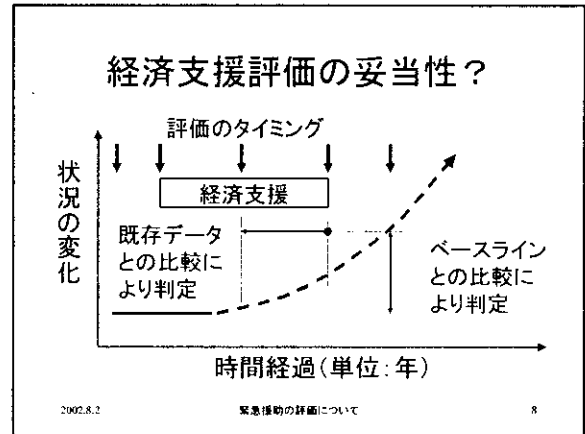 経済支援評価の妥当性？
評価のタイミング
状況の変化
経済支援
既存データ
との比較に
より判定
ベースライン
との比較に
より判定
時間経過(単位:年)
2002.8.2
緊急援助の評価について
8